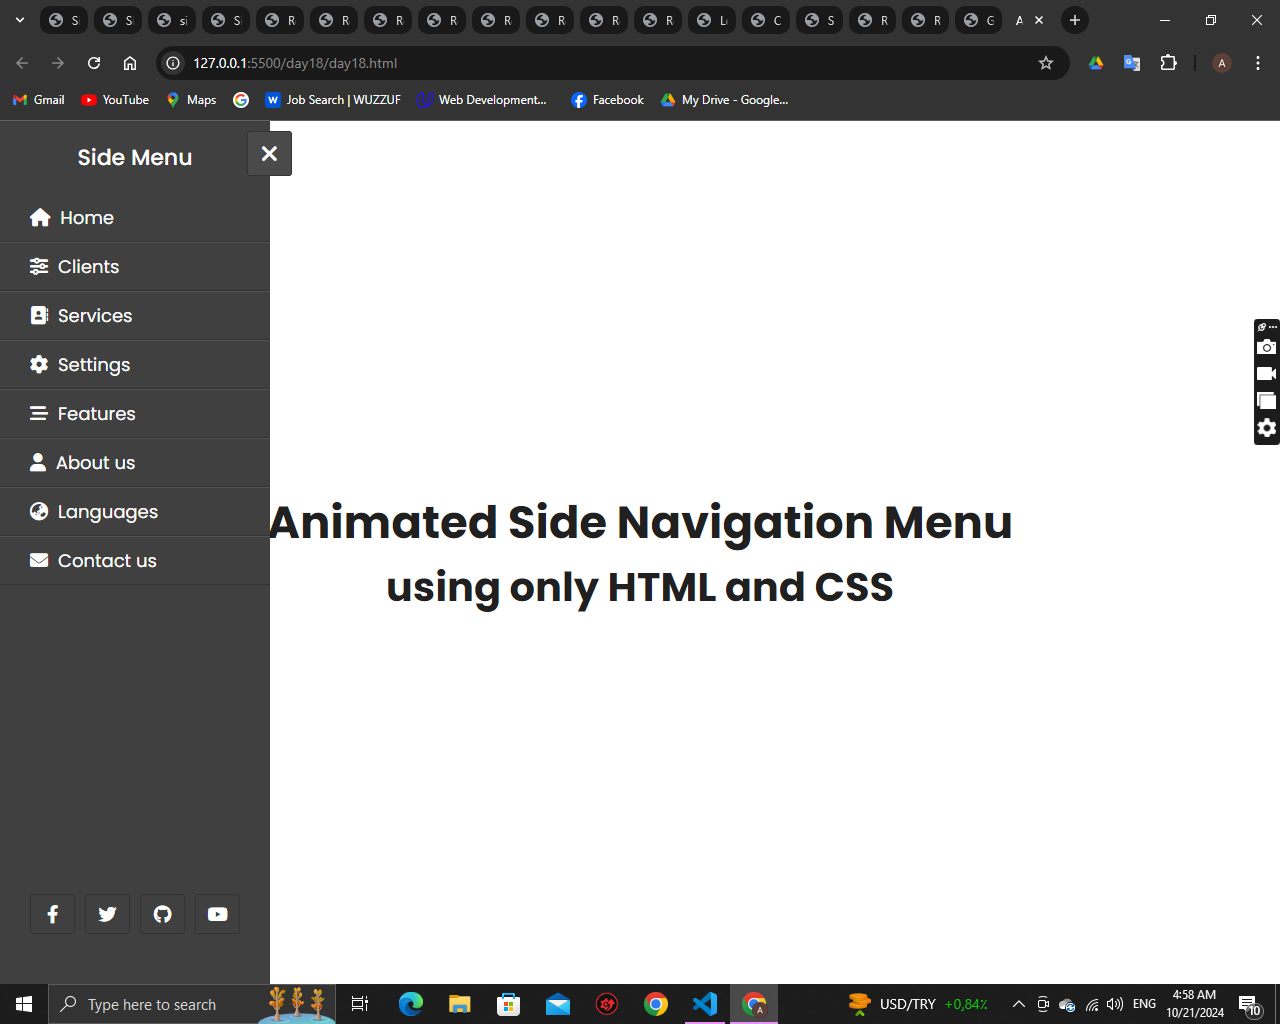 S
S
si
S
R
R
R
R
R
R
R
R
L
C
S
R
R
G
A
127.0.0.1:5500/day18/day18.html
A
Gmail
YouTube
Maps
Job Search | WUZZUF
Web Development...
Facebook
My Drive - Google...
Side Menu
Home
Clients
Services
Settings
Features
About us
Languages
Contact us
Animated Side Navigation Menu
using only HTML and CSS
Type here to search
A
USD/TRY +0,84%
ENG
4:58 AM
10/21/2024
10